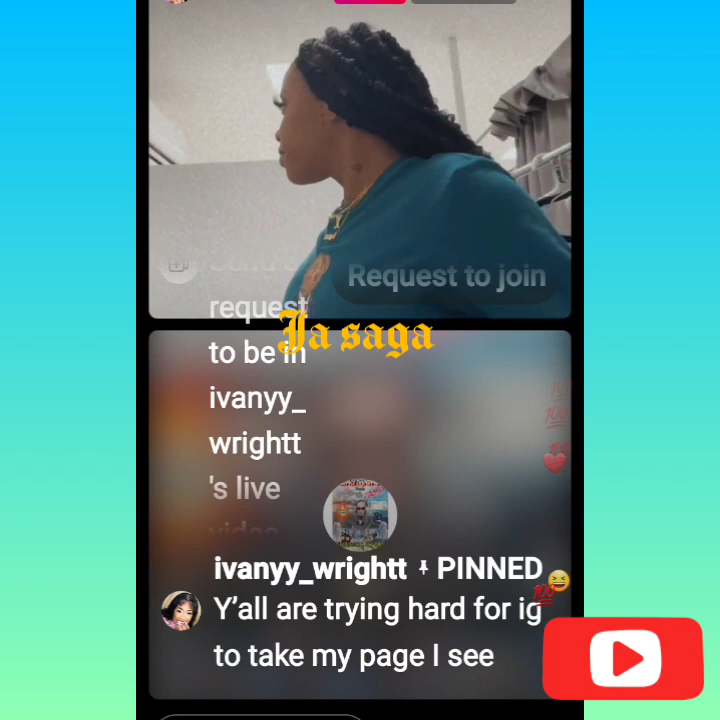 Request to join
request
to be in
Ja saga
ivanyy_
wrightt
's live
video
ivanyy_wrightt PINNED
Y’all are trying hard for ig
to take my page I see